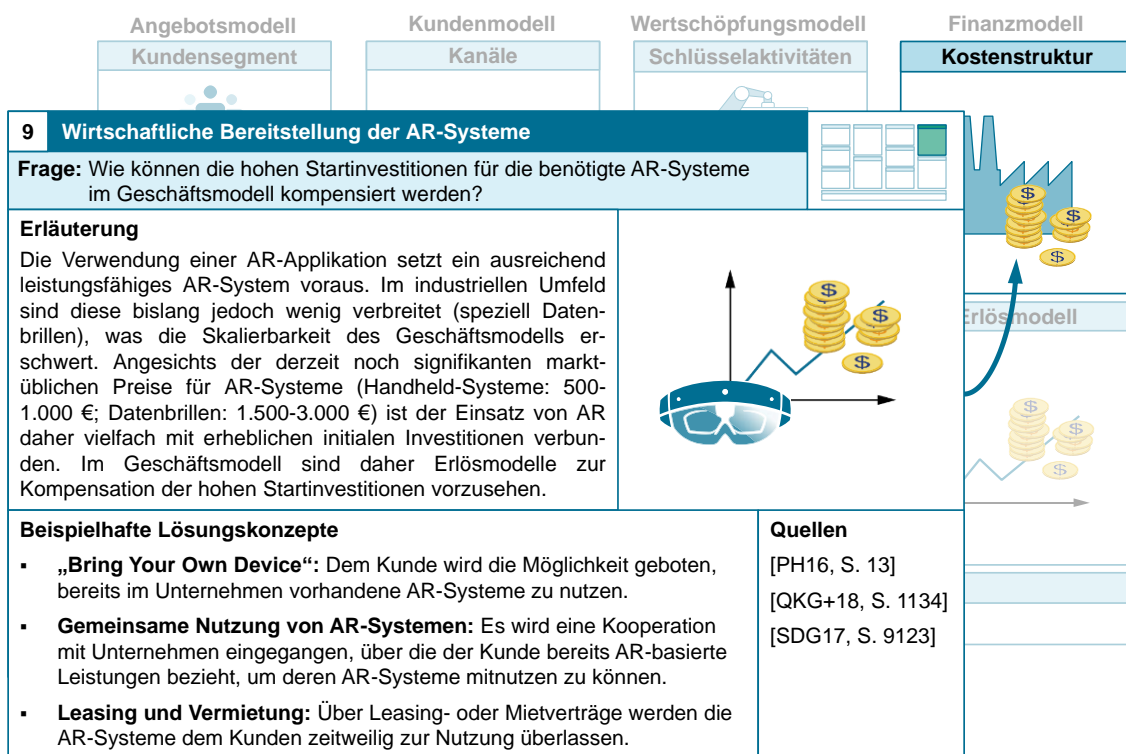 Angebotsmodell
Kundenmodell
Wertschöpfungsmodell
Finanzmodell
Kundensegment
Kanäle
Schlüsselaktivitäten
Kostenstruktur
9 Wirtschaftliche Bereitstellung der AR-Systeme
Frage: Wie können die hohen Startinvestitionen für die benötigte AR-Systeme
im Geschäftsmodell kompensiert werden?
Erläuterung
Die Verwendung einer AR-Applikation setzt ein ausreichend
leistungsfähiges AR-System voraus. Im industriellen Umfeld
sind diese bislang jedoch wenig verbreitet (speziell Daten-
brillen), was die Skalierbarkeit des Geschäftsmodells er-
schwert. Angesichts der derzeit noch signifikanten markt-
üblichen Preise für AR-Systeme (Handheld-Systeme: 500-
1.000 €; Datenbrillen: 1.500-3.000 €) ist der Einsatz von AR
daher vielfach mit erheblichen initialen Investitionen verbun-
den. Im Geschäftsmodell sind daher Erlösmodelle zur
Kompensation der hohen Startinvestitionen vorzusehen.
$
$
$
$
$
$
Erlösmodell
$
$
$
Beispielhafte Lösungskonzepte
▪ „Bring Your Own Device“: Dem Kunde wird die Möglichkeit geboten,
bereits im Unternehmen vorhandene AR-Systeme zu nutzen.
▪ Gemeinsame Nutzung von AR-Systemen: Es wird eine Kooperation
mit Unternehmen eingegangen, über die der Kunde bereits AR-basierte
Leistungen bezieht, um deren AR-Systeme mitnutzen zu können.
▪ Leasing und Vermietung: Über Leasing- oder Mietverträge werden die
AR-Systeme dem Kunden zeitweilig zur Nutzung überlassen.
Quellen
[PH16, S. 13]
[QKG+18, S. 1134]
[SDG17, S. 9123]